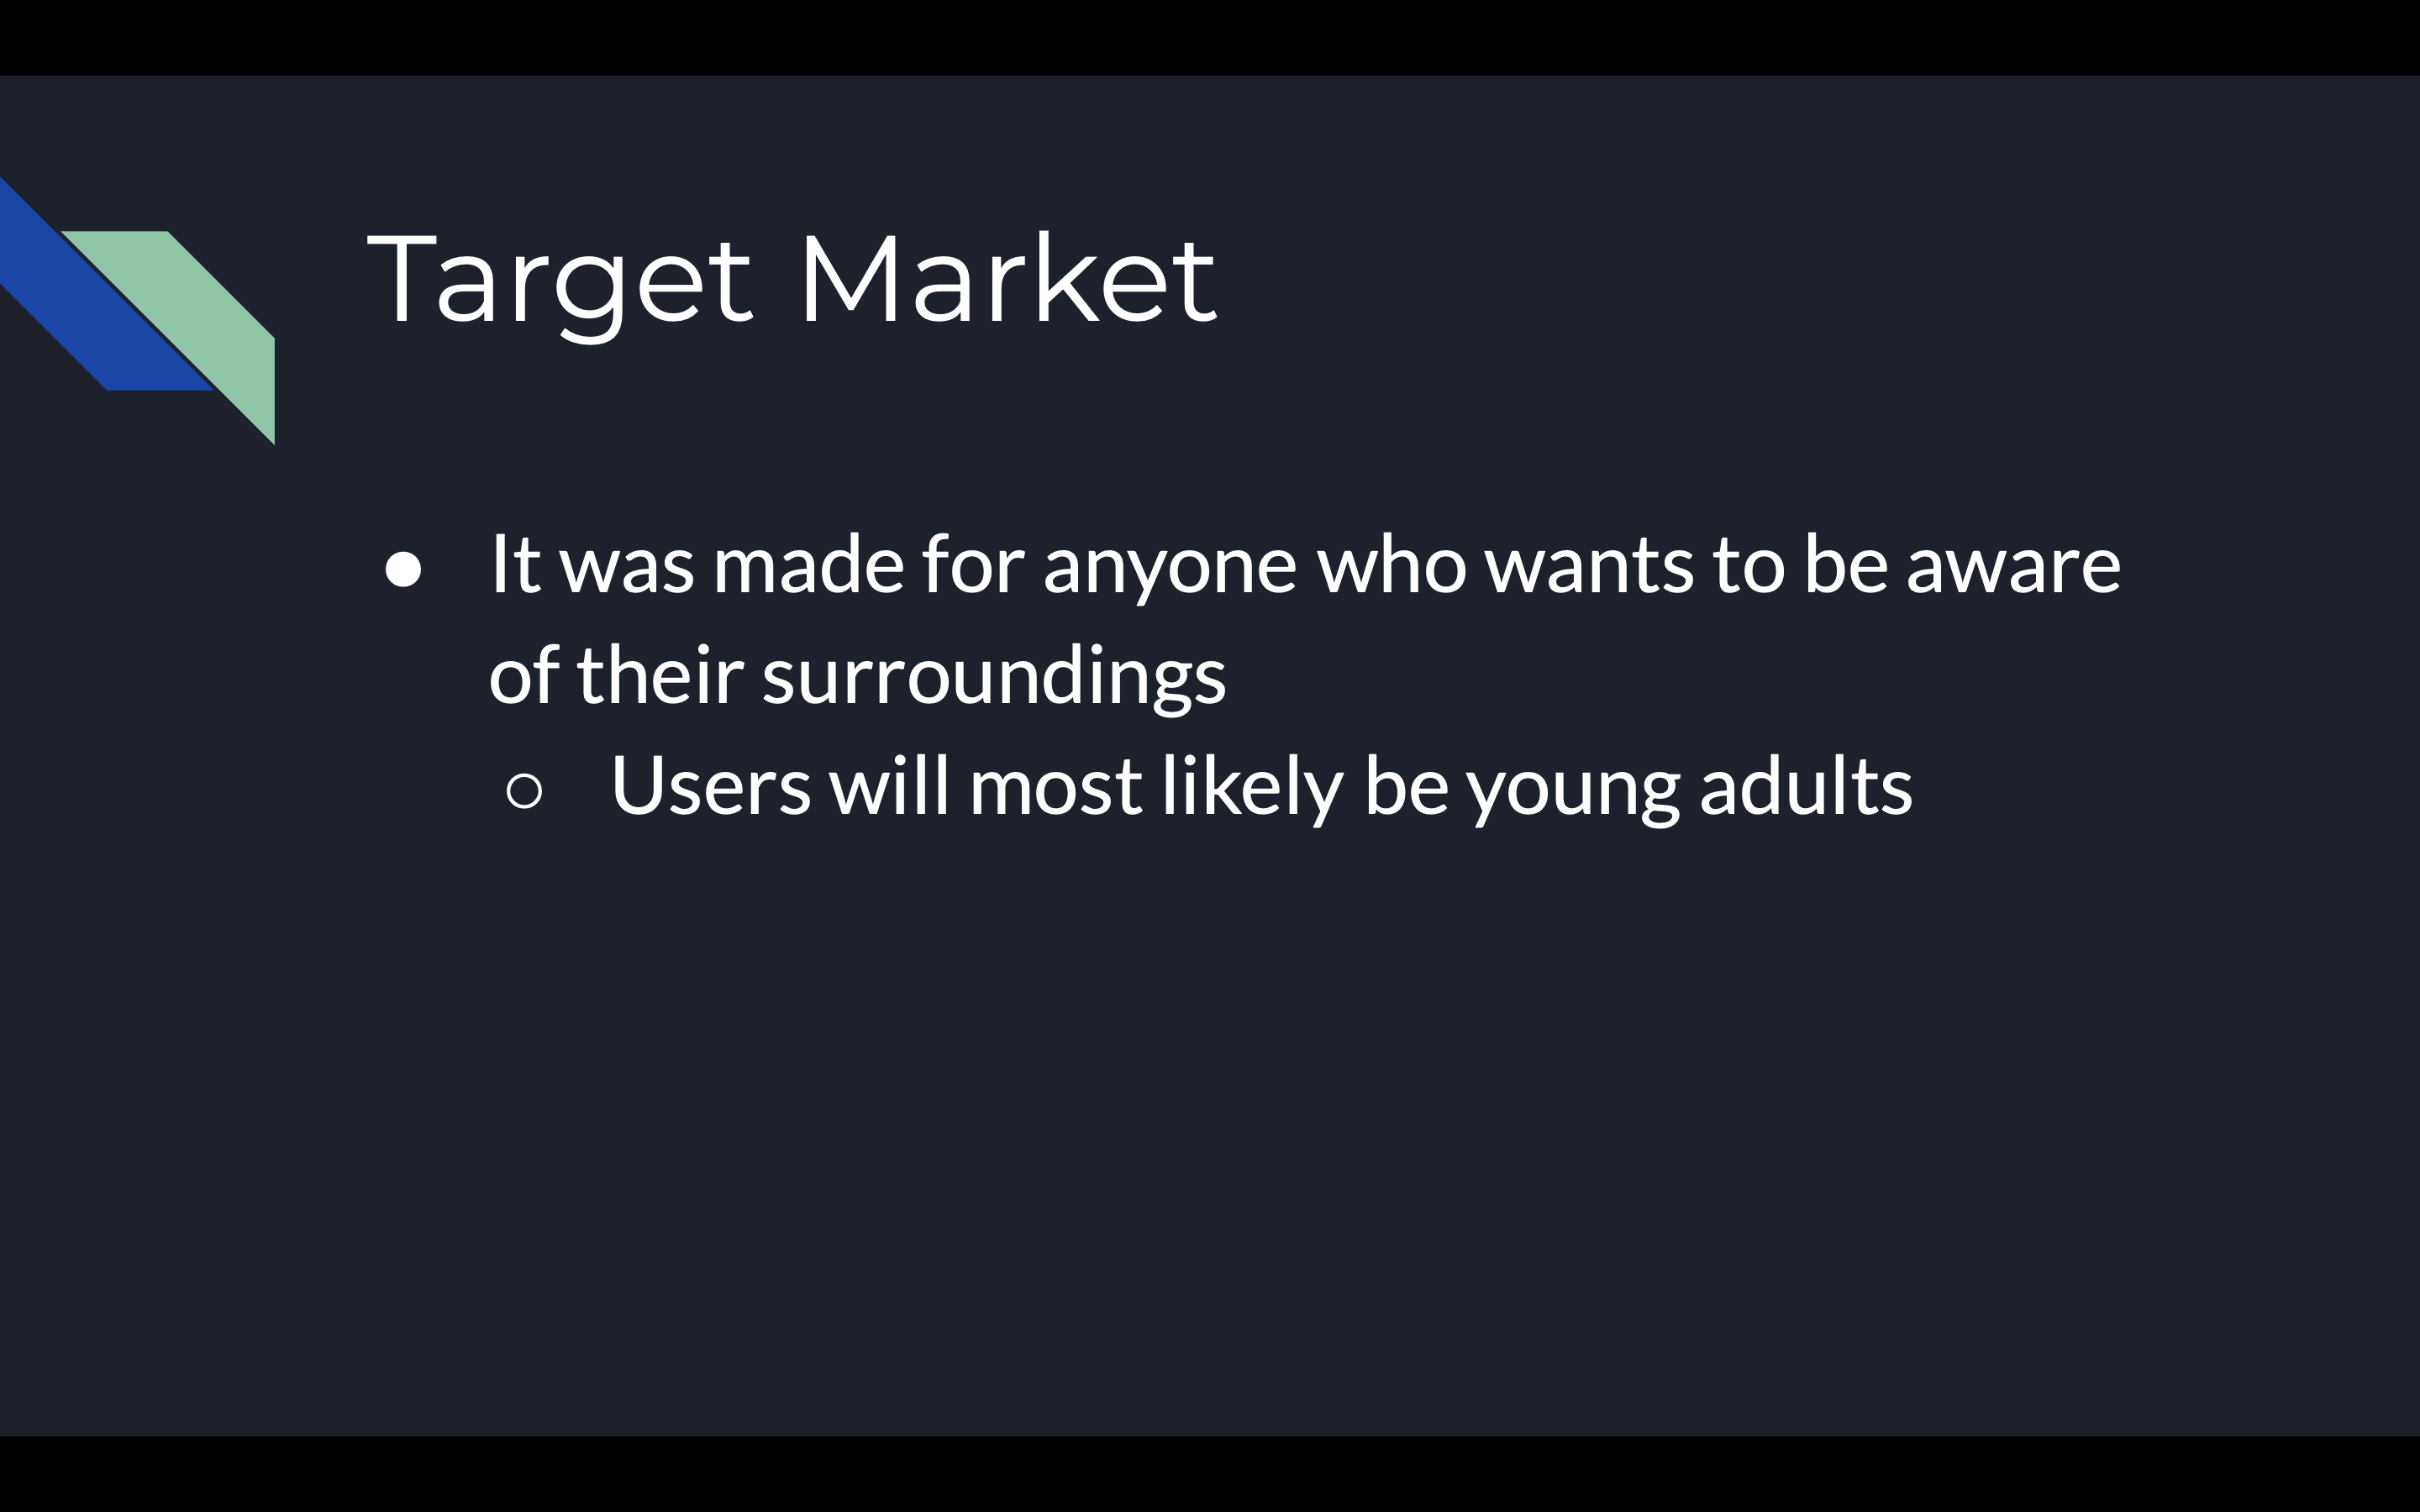 Target Market
● It was made for anyone who wants to be aware
of their surroundings
○ Users will most likely be young adults